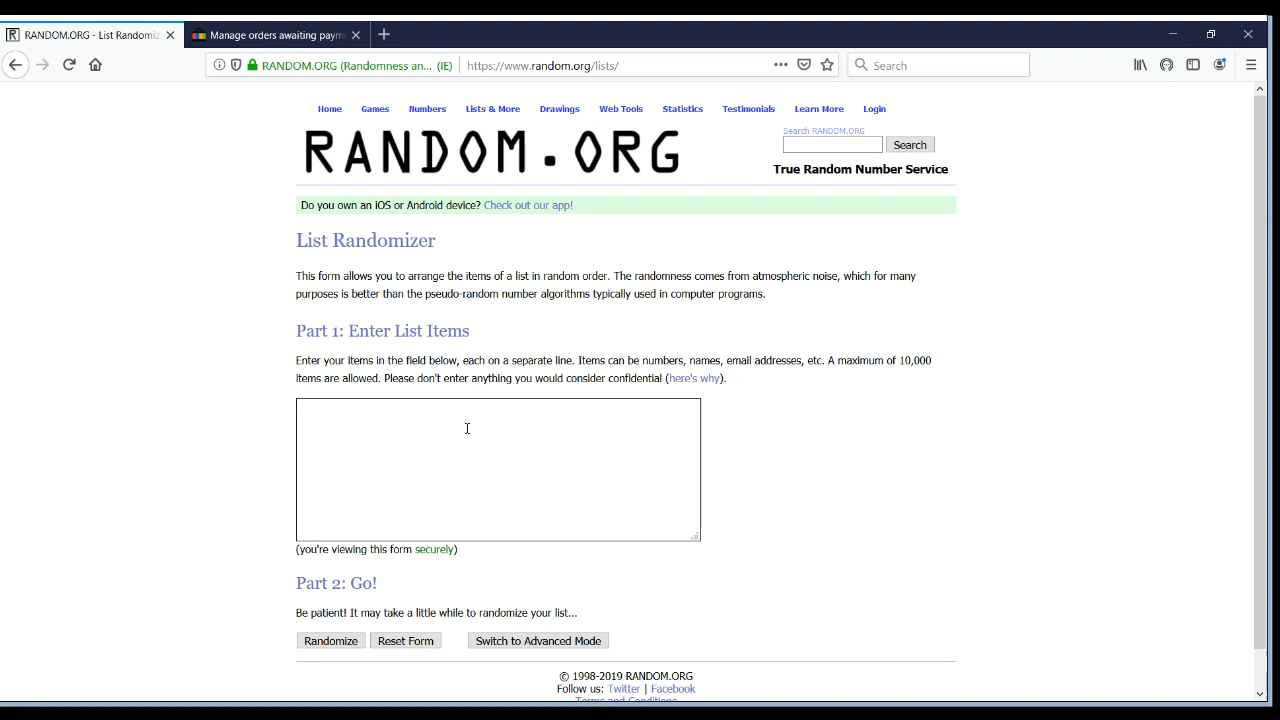 RANDOM.ORG - List Randomiz
Manage orders awaiting paym
RANDOM.ORG (Randomness an... (IE)
https://www.random.org/lists/
Search
Home Games Numbers Lists & More Drawings Web Tools Statistics Testimonials Learn More Login
RANDOM.ORG
Search RANDOM.ORG
Search
True Random Number Service
Do you own an iOS or Android device? Check out our app!
List Randomizer
This form allows you to arrange the items of a list in random order. The randomness comes from atmospheric noise, which for many
purposes is better than the pseudo-random number algorithms typically used in computer programs.
Part 1: Enter List Items
Enter your items in the field below, each on a separate line. Items can be numbers, names, email addresses, etc. A maximum of 10,000
items are allowed. Please don't enter anything you would consider confidential (here's why).
(you're viewing this form securely)
Part 2: Go!
Be patient! It may take a little while to randomize your list...
Randomize Reset Form Switch to Advanced Mode
© 1998-2019 RANDOM.ORG
Follow us: Twitter | Facebook
Terms and Conditions